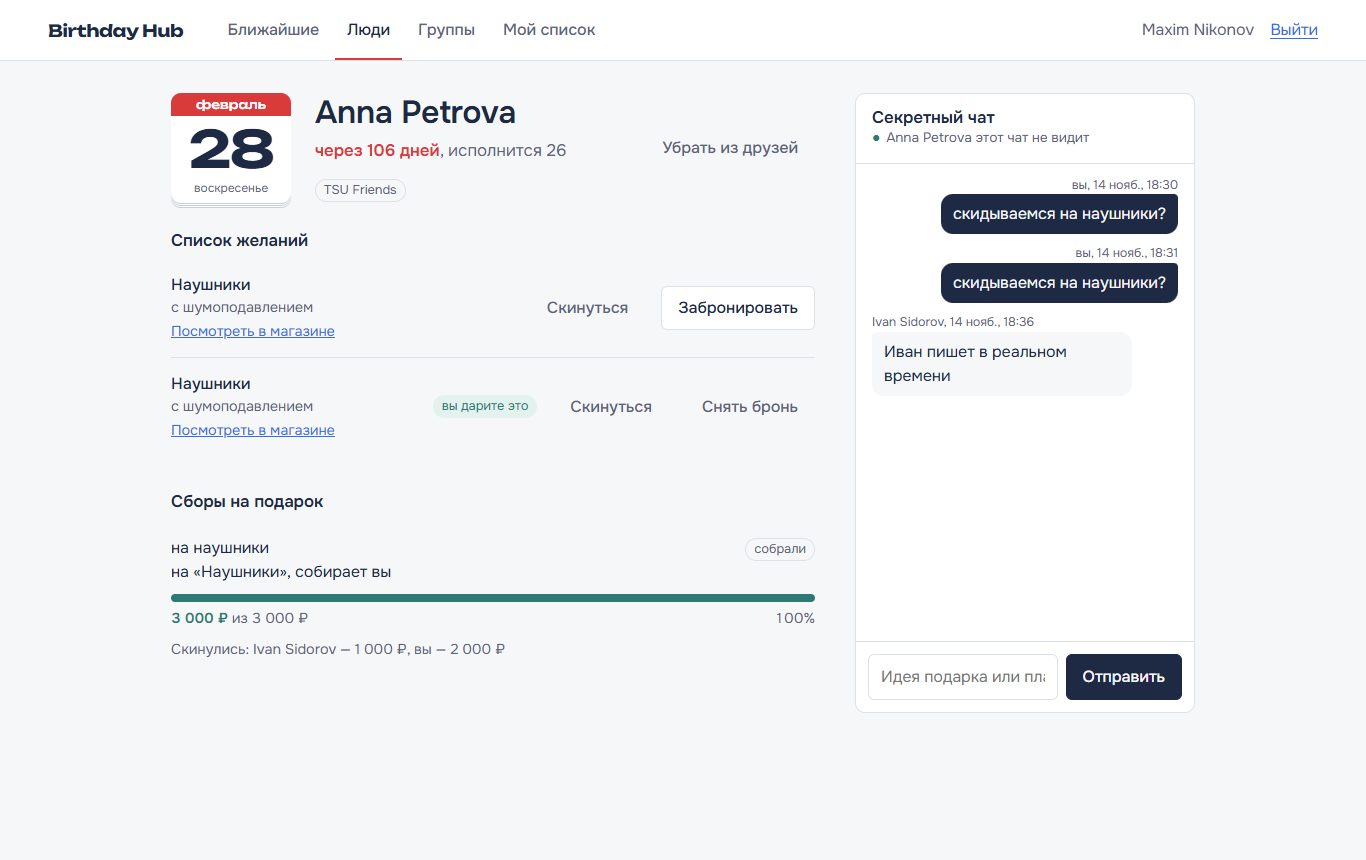 Birthday Hub
Ближайшие
Люди
Группы
Мой список
Maxim Nikonov
Выйти
февраль
28
воскресенье
Anna Petrova
через 106 дней, исполнится 26
TSU Friends
Убрать из друзей
Список желаний
Наушники
с шумоподавлением
Посмотреть в магазине
Скинуться
Забронировать
Наушники
с шумоподавлением
Посмотреть в магазине
вы дарите это
Скинуться
Снять бронь
Сборы на подарок
на наушники
на «Наушники», собирает вы
собрали
3 000 ₽ из 3 000 ₽
100%
Скинулись: Ivan Sidorov — 1 000 ₽, вы — 2 000 ₽
Секретный чат
Anna Petrova этот чат не видит
вы, 14 нояб., 18:30
скидываемся на наушники?
вы, 14 нояб., 18:31
скидываемся на наушники?
Ivan Sidorov, 14 нояб., 18:36
Иван пишет в реальном
времени
Идея подарка или пла
Отправить